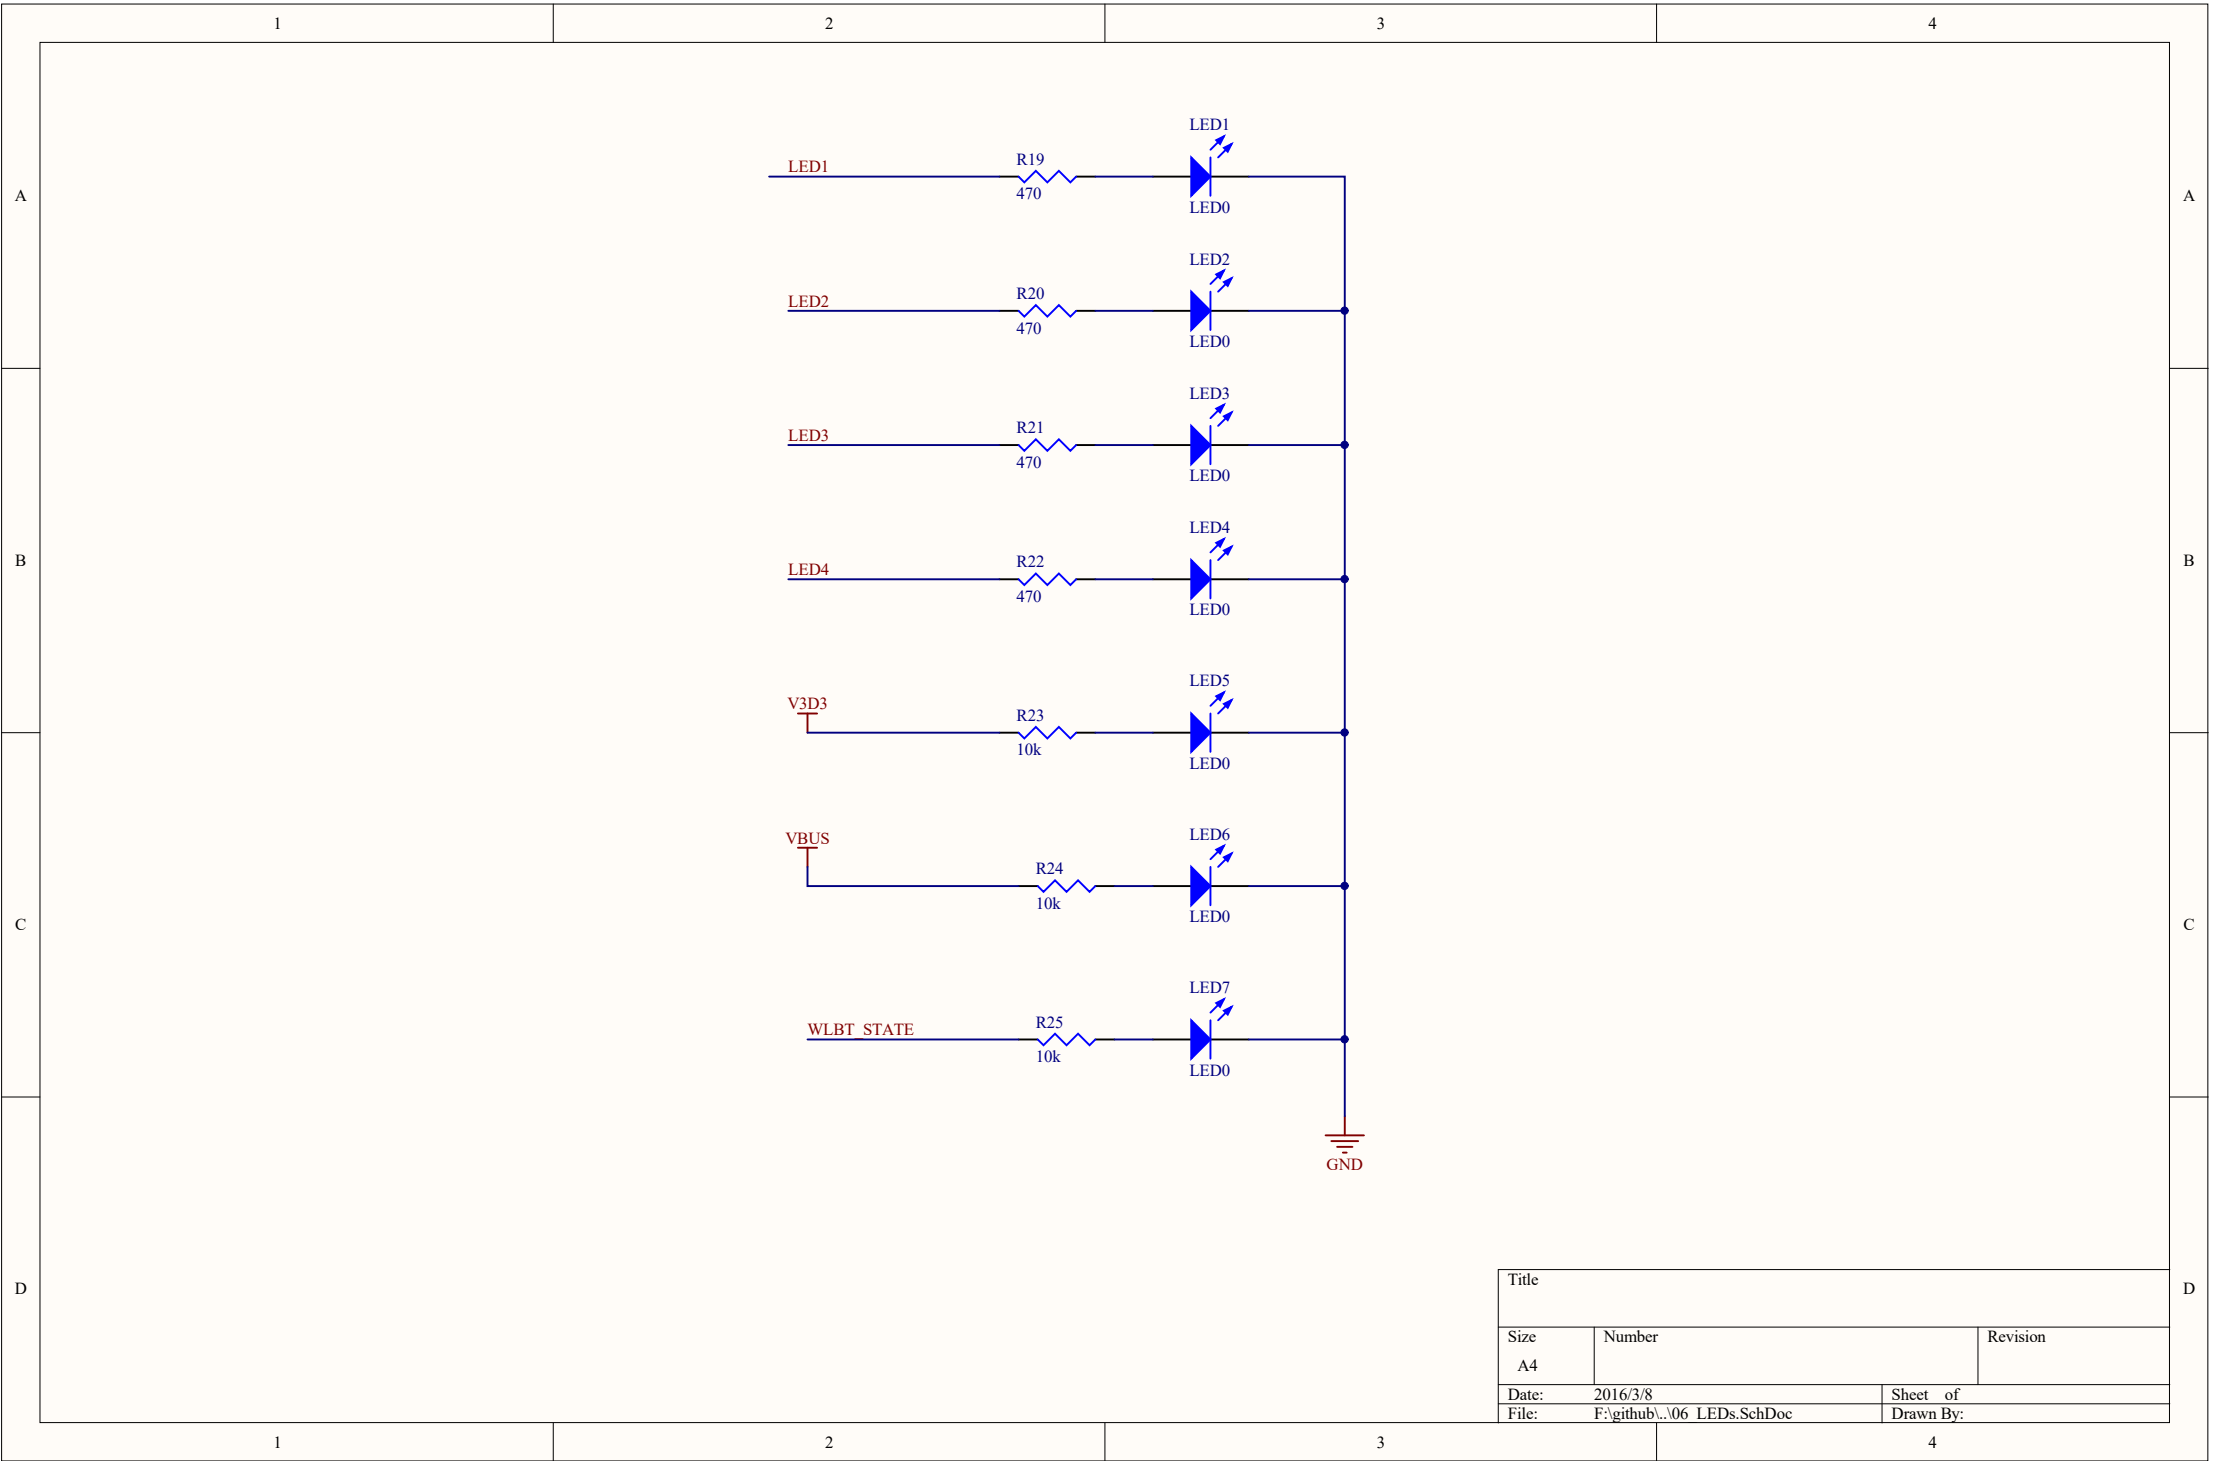 1 2 3 4
A A
LED1
LED1
R19
470
LED0
LED2
LED2
R20
470
LED0
LED3
LED3
R21
470
LED0
B B
LED4
LED4
R22
470
LED0
LED5
V3D3
R23
10k
LED0
LED6
VBUS
R24
10k
LED0
C C
LED7
WLBT_STATE
R25
10k
LED0
GND
D D
Title
Size Number Revision
A4
Date: 2016/3/8 Sheet of
File: F:\github\..\06_LEDs.SchDoc Drawn By:
1 2 3 4